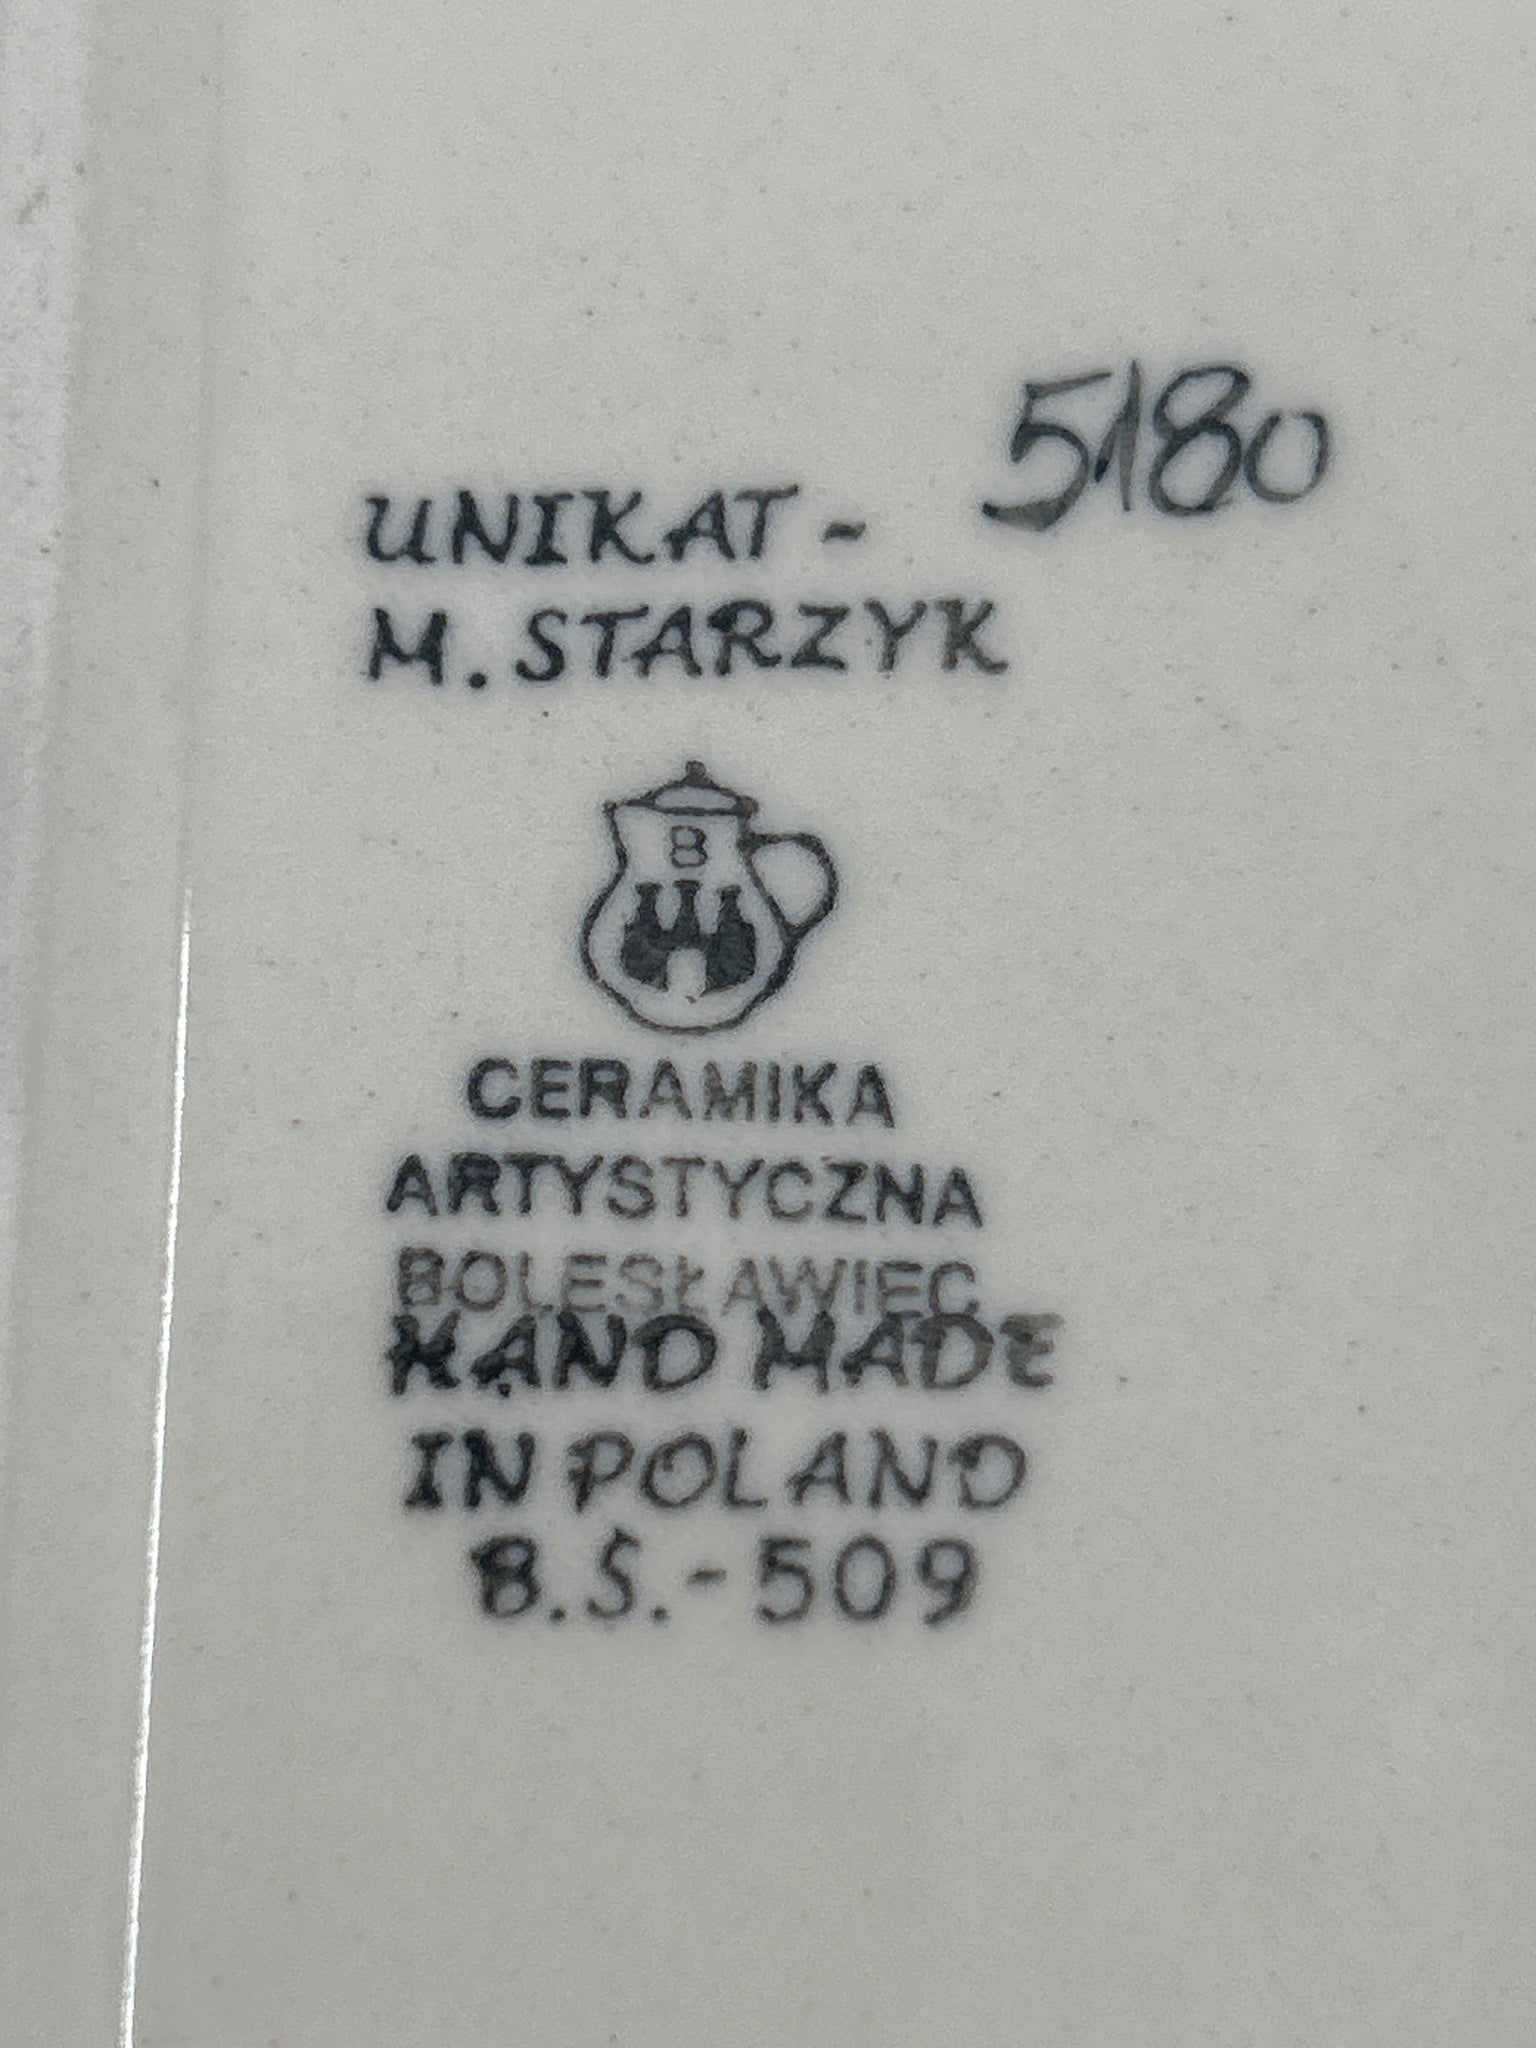 5180
UNIKAT -
M. STARZYK
B
CERAMIKA
ARTYSTYCZNA
BOLESŁAWIEC
HAND MADE
IN POLAND
B.Ś.-509